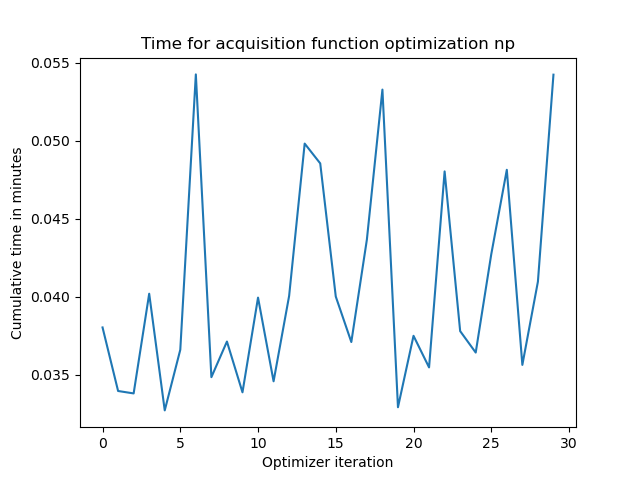 Time for acquisition function optimization np
0.055
0.050
0.045
0.040
0.035
Cumulative time in minutes
0 5 10 15 20 25 30
Optimizer iteration